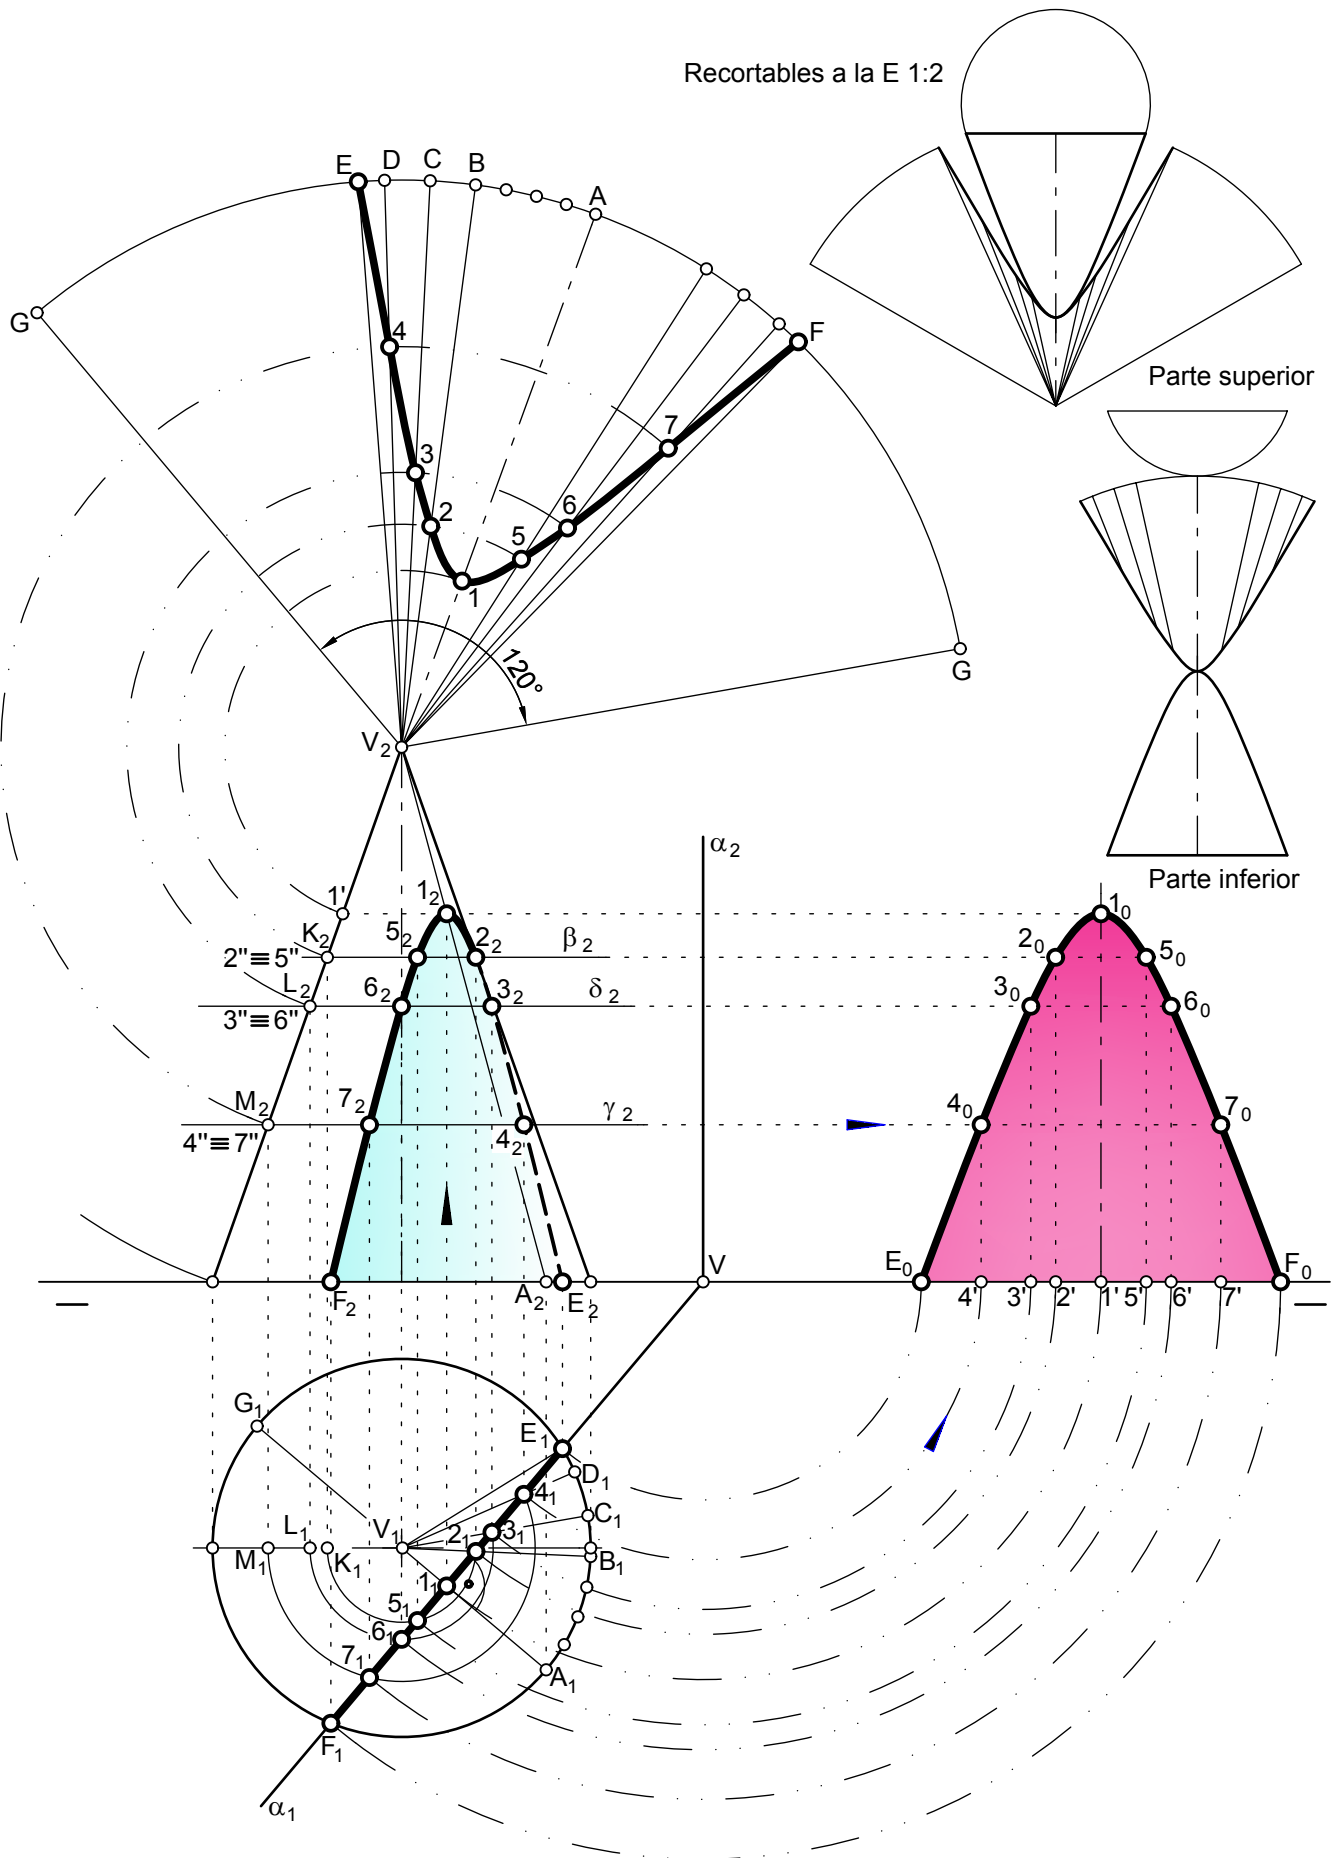 Recortables a la E 1:2
E D C B A
G
4
F
3
7
2
6
5
1
Parte superior
120°
G
V₂
α₂
1'
1₂
1₀
Parte inferior
K₂
5₂
2₂
β₂
2₀
5₀
2''≡5''
L₂
6₂
3₂
δ₂
3₀
6₀
3''≡6''
M₂
7₂
γ₂
4₀
7₀
4''≡7''
4₂
V
E₀
F₀
F₂
A₂
E₂
4' 3' 2' 1' 5' 6' 7'
G₁
E₁
D₁
4₁
C₁
L₁
V₁
2₁
3₁
M₁
K₁
B₁
1₁
5₁
6₁
7₁
A₁
F₁
α₁